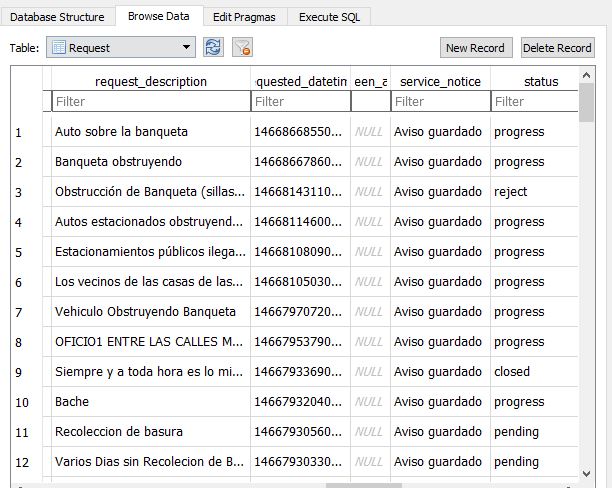 Database Structure Browse Data Edit Pragmas Execute SQL
Table: Request New Record Delete Record
request_description equested_datetim een_a service_notice status
Filter Filter Filter Filter
1 Auto sobre la banqueta 14668668550... NULL Aviso guardado progress
2 Banqueta obstruyendo 14668667860... NULL Aviso guardado progress
3 Obstrucción de Banqueta (sillas... 14668143110... NULL Aviso guardado reject
4 Autos estacionados obstruyend... 14668114600... NULL Aviso guardado progress
5 Estacionamientos públicos ilega... 14668108090... NULL Aviso guardado progress
6 Los vecinos de las casas de las... 14668105030... NULL Aviso guardado progress
7 Vehiculo Obstruyendo Banqueta 14667970720... NULL Aviso guardado progress
8 OFICIO1 ENTRE LAS CALLES M... 14667953790... NULL Aviso guardado progress
9 Siempre y a toda hora es lo mi... 14667933690... NULL Aviso guardado closed
10 Bache 14667932040... NULL Aviso guardado progress
11 Recoleccion de basura 14667930560... NULL Aviso guardado pending
12 Varios Dias sin Recolecion de B... 14667930330... NULL Aviso guardado pending